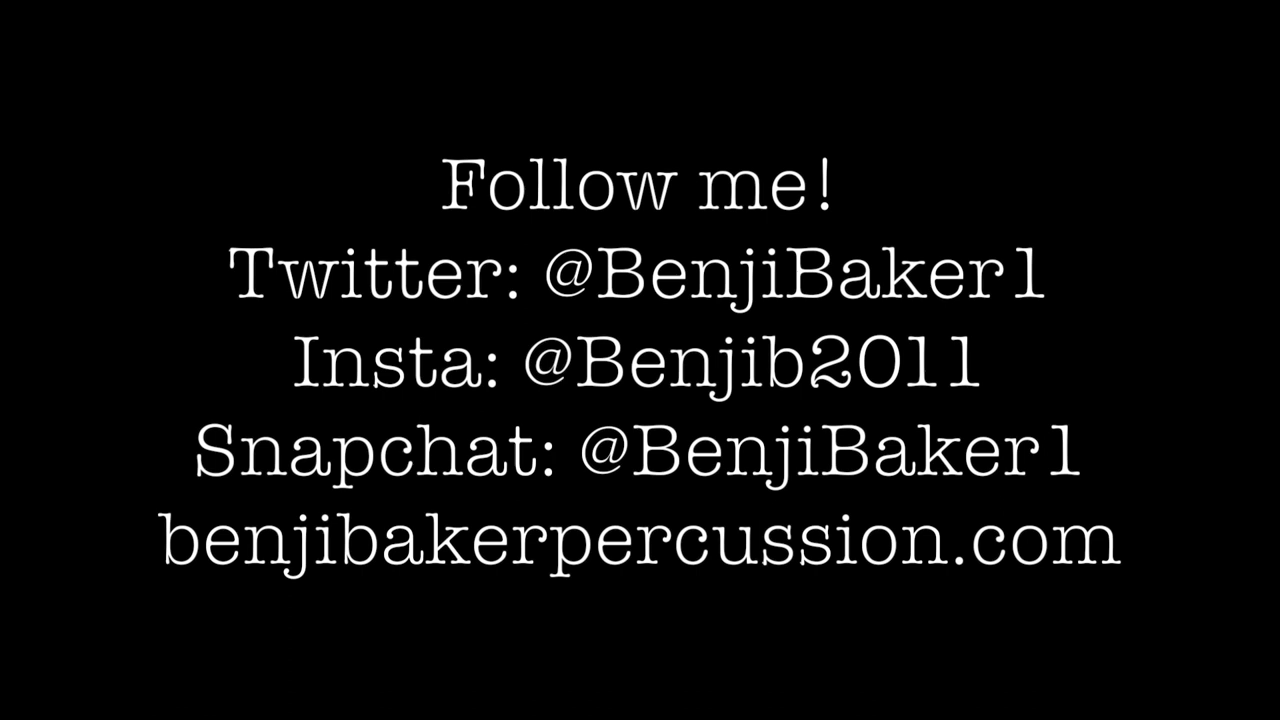 Follow me!
Twitter: @BenjiBaker1
Insta: @Benjib2011
Snapchat: @BenjiBaker1
benjibakerpercussion.com